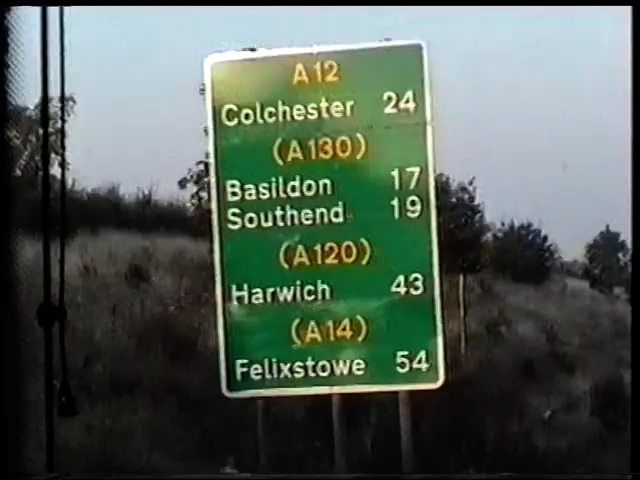 A12
Colchester 24
(A130)
Basildon 17
Southend 19
(A120)
Harwich 43
(A14)
Felixstowe 54